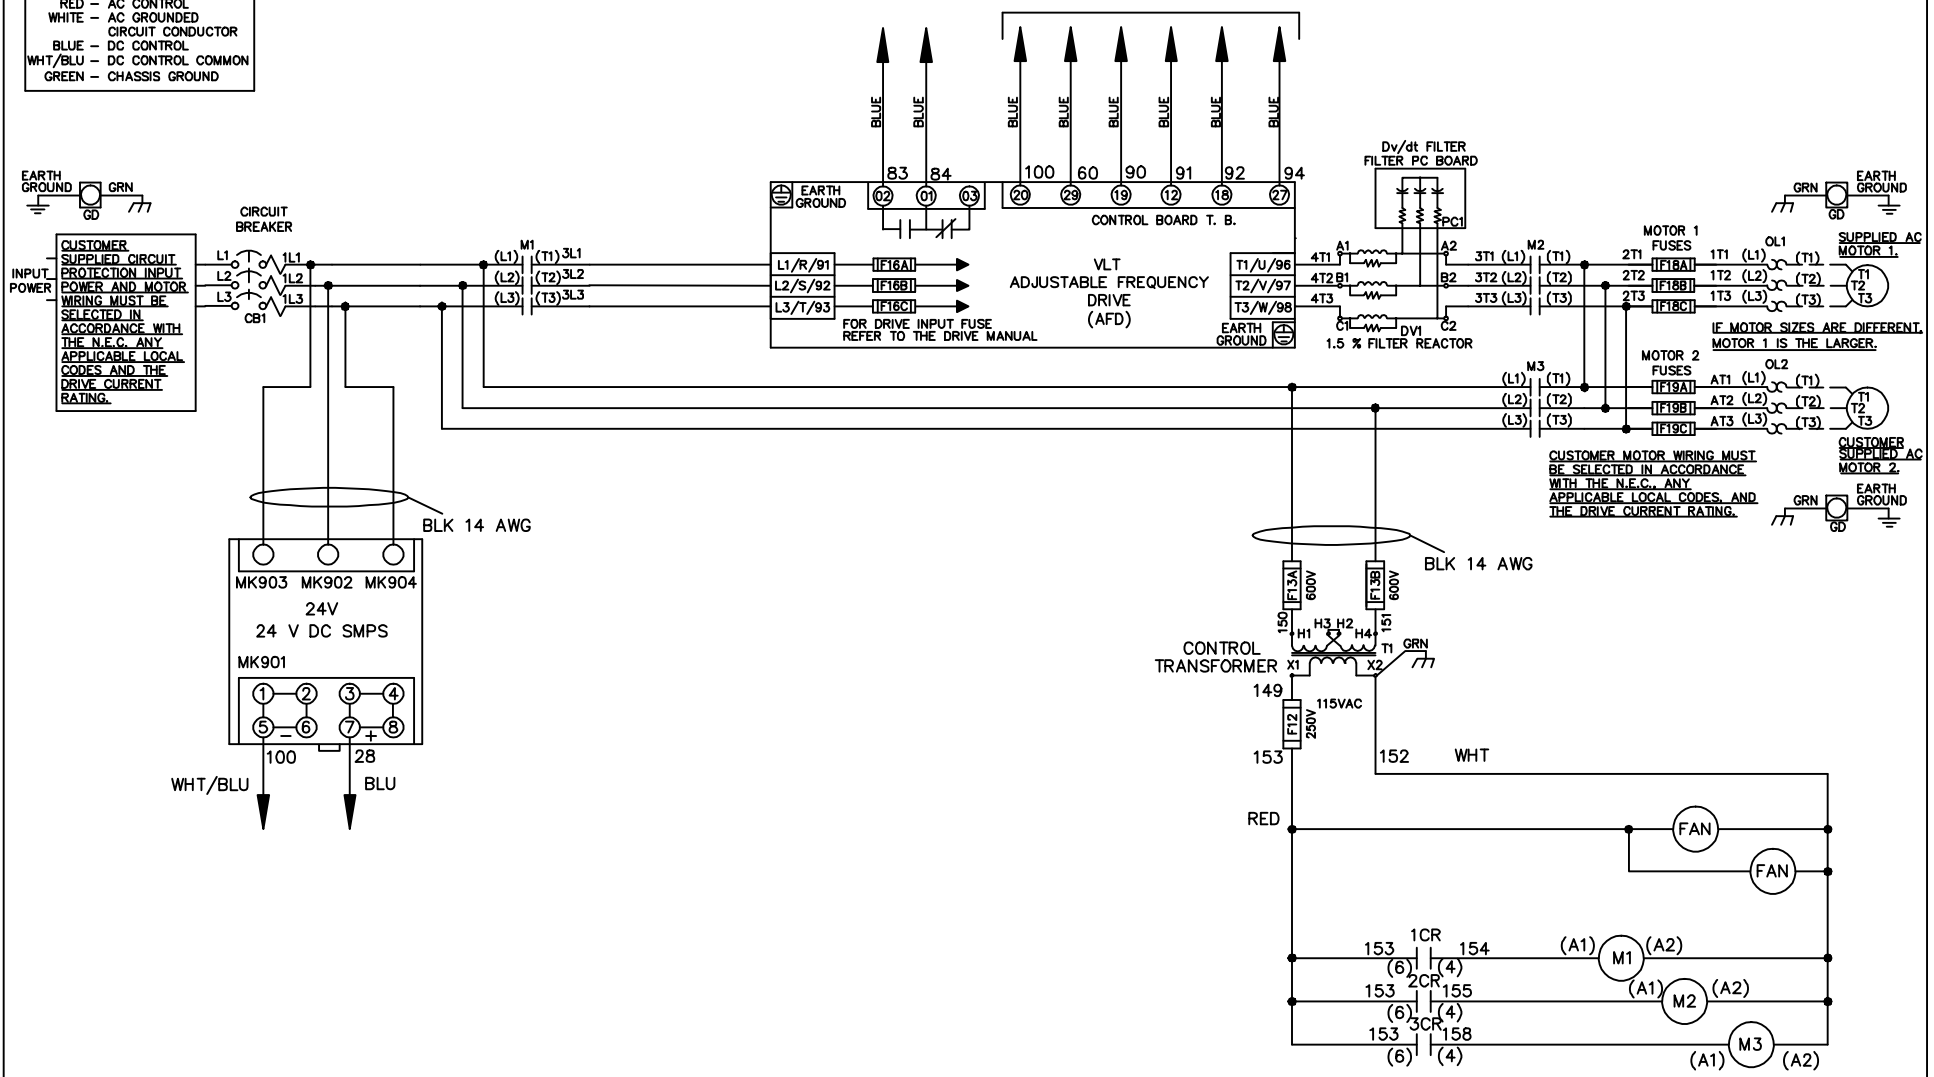 RED – AC CONTROL
WHITE – AC GROUNDED
CIRCUIT CONDUCTOR
BLUE – DC CONTROL
WHT/BLU – DC CONTROL COMMON
GREEN – CHASSIS GROUND
BLUE
BLUE
BLUE
BLUE
BLUE
BLUE
BLUE
BLUE
83
84
100
60
90
91
92
94
EARTH
GROUND
02
01
03
20
29
19
12
18
27
CONTROL BOARD T. B.
Dv/dt FILTER
FILTER PC BOARD
PC1
EARTH
GROUND
GRN
GD
CIRCUIT
BREAKER
INPUT
POWER
CUSTOMER
SUPPLIED CIRCUIT
PROTECTION INPUT
POWER AND MOTOR
WIRING MUST BE
SELECTED IN
ACCORDANCE WITH
THE N.E.C. ANY
APPLICABLE LOCAL
CODES AND THE
DRIVE CURRENT
RATING.
L1
L2
L3
1L1
1L2
1L3
CB1
M1
(L1) (T1) 3L1
(L2) (T2) 3L2
(L3) (T3) 3L3
L1/R/91
L2/S/92
L3/T/93
F16A
F16B
F16C
FOR DRIVE INPUT FUSE
REFER TO THE DRIVE MANUAL
VLT
ADJUSTABLE FREQUENCY
DRIVE
(AFD)
T1/U/96
T2/V/97
T3/W/98
EARTH
GROUND
4T1
4T2
4T3
A1
B1
C1
A2
B2
C2
DV1
1.5 % FILTER REACTOR
M2
3T1 (L1) (T1)
3T2 (L2) (T2)
3T3 (L3) (T3)
MOTOR 1
FUSES
2T1 F18A 1T1 (L1) (T1)
2T2 F18B 1T2 (L2) (T2)
2T3 F18C 1T3 (L3) (T3)
OL1
GRN
GD
EARTH
GROUND
SUPPLIED AC
MOTOR 1.
T1
T2
T3
IF MOTOR SIZES ARE DIFFERENT,
MOTOR 1 IS THE LARGER.
M3
(L1) (T1)
(L2) (T2)
(L3) (T3)
MOTOR 2
FUSES
F19A AT1 (L1) (T1)
F19B AT2 (L2) (T2)
F19C AT3 (L3) (T3)
OL2
T1
T2
T3
CUSTOMER
SUPPLIED AC
MOTOR 2.
CUSTOMER MOTOR WIRING MUST
BE SELECTED IN ACCORDANCE
WITH THE N.E.C., ANY
APPLICABLE LOCAL CODES, AND
THE DRIVE CURRENT RATING.
GRN
GD
EARTH
GROUND
BLK 14 AWG
MK903 MK902 MK904
24V
24 V DC SMPS
MK901
1 2 3 4
5 6 7 8
– +
100
28
WHT/BLU
BLU
BLK 14 AWG
F13A
600V
F13B
600V
150
151
H1 H3 H2 H4
T1
GRN
CONTROL
TRANSFORMER
X1
X2
149
115VAC
F12
250V
153
152
WHT
RED
FAN
FAN
1CR
153 154 (A1) M1 (A2)
(6) (4)
2CR
153 155 (A1) M2 (A2)
(6) (4)
3CR
153 158 M3
(6) (4) (A1) (A2)